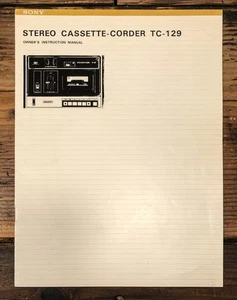 SONY
STEREO CASSETTE-CORDER TC-129
OWNER'S INSTRUCTION MANUAL